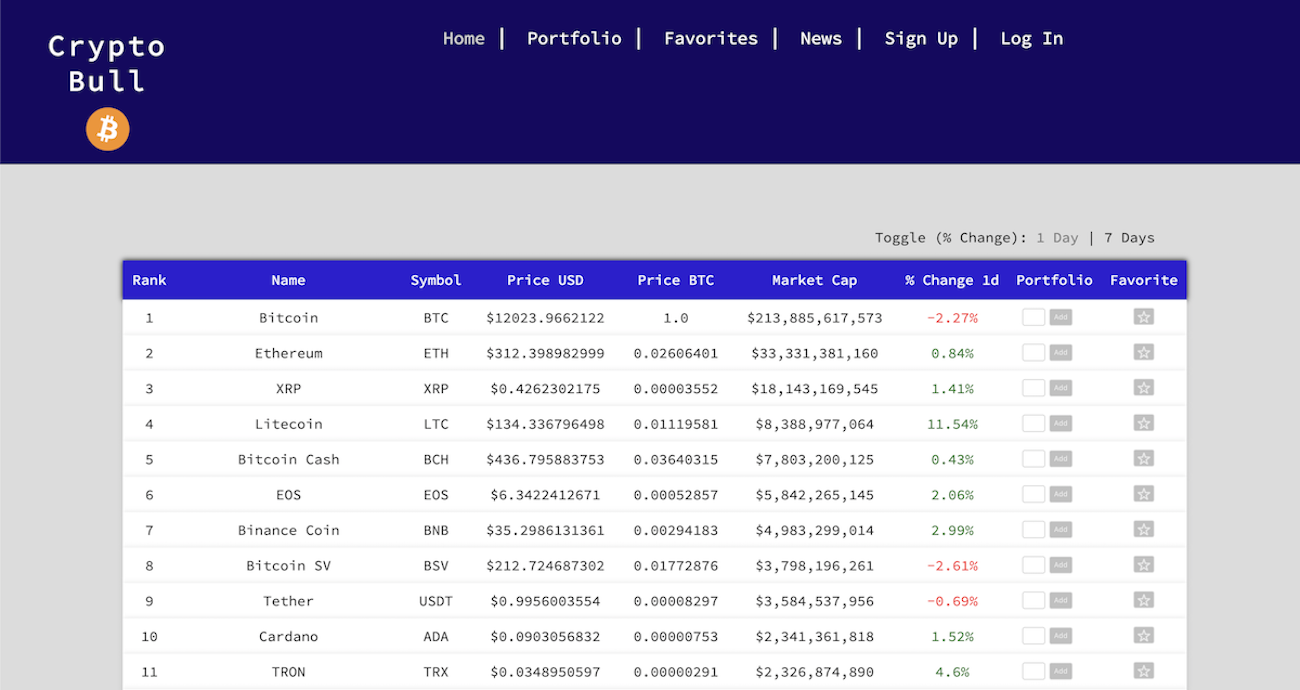 Crypto
Bull
Home | Portfolio | Favorites | News | Sign Up | Log In
Toggle (% Change): 1 Day | 7 Days
Rank Name Symbol Price USD Price BTC Market Cap % Change 1d Portfolio Favorite
1 Bitcoin BTC $12023.9662122 1.0 $213,885,617,573 -2.27% Add
2 Ethereum ETH $312.398982999 0.02606401 $33,331,381,160 0.84% Add
3 XRP XRP $0.4262302175 0.00003552 $18,143,169,545 1.41% Add
4 Litecoin LTC $134.336796498 0.01119581 $8,388,977,064 11.54% Add
5 Bitcoin Cash BCH $436.795883753 0.03640315 $7,803,200,125 0.43% Add
6 EOS EOS $6.3422412671 0.00052857 $5,842,265,145 2.06% Add
7 Binance Coin BNB $35.2986131361 0.00294183 $4,983,299,014 2.99% Add
8 Bitcoin SV BSV $212.724687302 0.01772876 $3,798,196,261 -2.61% Add
9 Tether USDT $0.9956003554 0.00008297 $3,584,537,956 -0.69% Add
10 Cardano ADA $0.0903056832 0.00000753 $2,341,361,818 1.52% Add
11 TRON TRX $0.0348950597 0.00000291 $2,326,874,890 4.6% Add